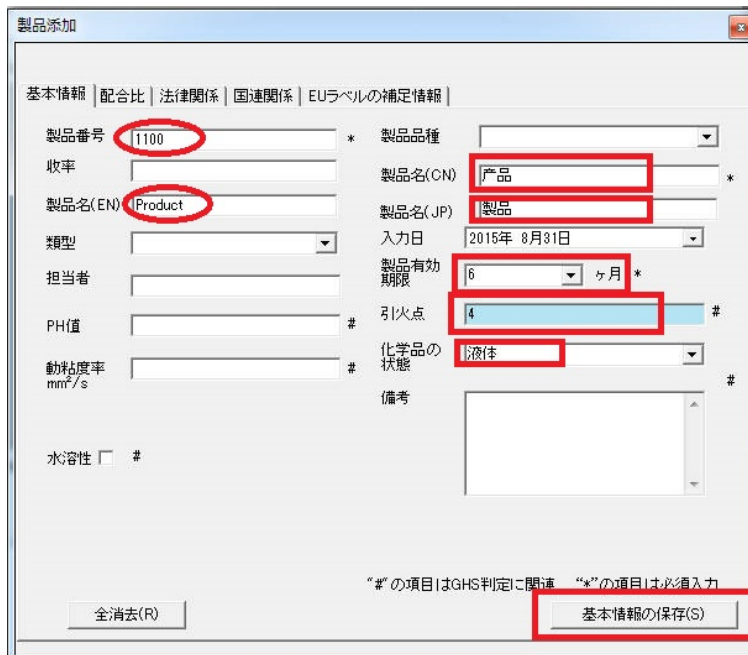 製品添加
基本情報 配合比 法律関係 国連関係 EUラベルの補足情報
製品番号 1100 * 製品品種
收率 製品名(CN) 产品 *
製品名(EN) Product 製品名(JP) 製品
類型 入力日 2015年 8月31日
担当者 製品有効期限 6 ヶ月 *
PH値 # 引火点 4 #
動粘度率 mm²/s # 化学品の状態 液体 #
備考
水溶性 #
"#"の項目はGHS判定に関連 "*"の項目は必須入力
全消去(R) 基本情報の保存(S)